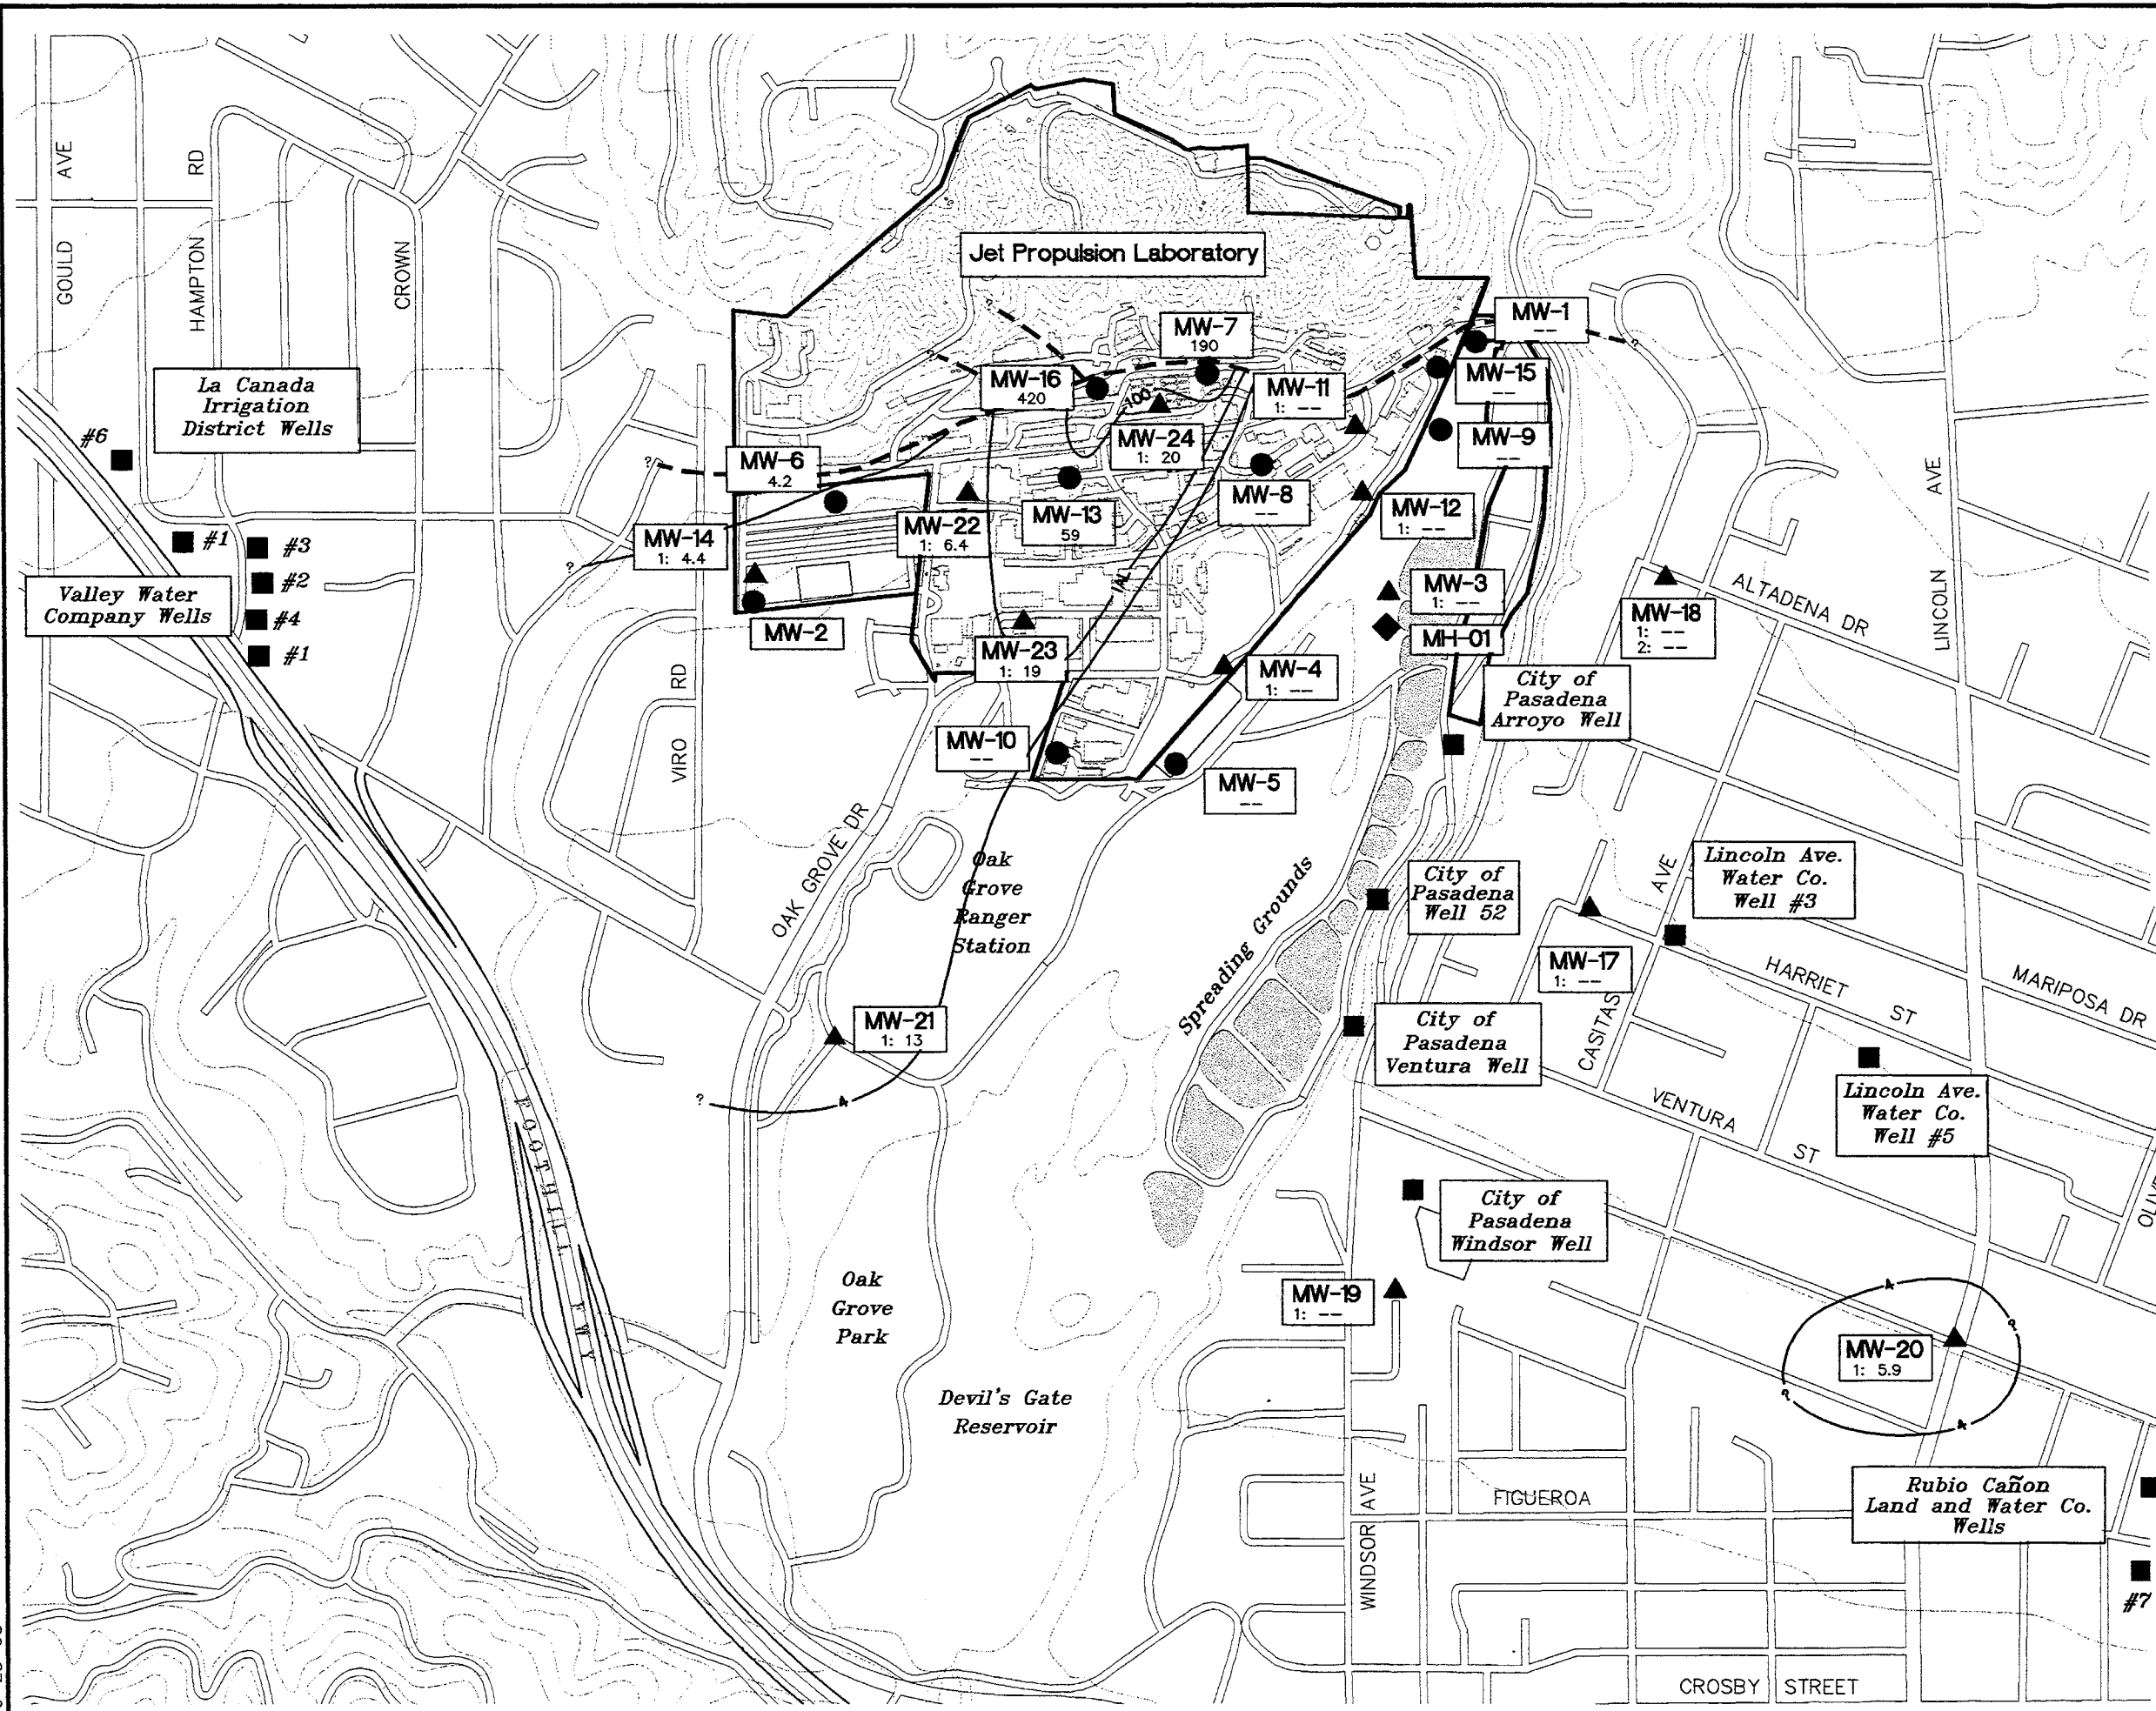 Jet Propulsion Laboratory
GOULD AVE
HAMPTON RD
CROWN
LINCOLN AVE
La Canada
Irrigation
District Wells
#6
#1
#3
#2
#4
#1
Valley Water
Company Wells
MW-1
--
MW-7
190
MW-16
420
MW-11
1: --
MW-15
--
100
MW-24
1: 20
MW-9
--
MW-6
4.2
?
?
?
?
?
MW-8
--
MW-14
1: 4.4
MW-22
1: 6.4
MW-13
59
MW-12
1: --
MW-3
1: --
MH-01
MW-2
MW-23
1: 19
MW-4
1: --
IAL
MW-18
1: --
2: --
ALTADENA DR
City of
Pasadena
Arroyo Well
VIRO RD
MW-10
--
MW-5
--
OAK GROVE DR
Oak
Grove
Ranger
Station
Spreading Grounds
City of
Pasadena
Well 52
Lincoln Ave.
Water Co.
Well #3
CASITAS AVE
MW-17
1: --
HARRIET ST
MARIPOSA DR
MW-21
1: 13
City of
Pasadena
Ventura Well
? 4
VENTURA ST
Lincoln Ave.
Water Co.
Well #5
FOOTHILL FWY
City of
Pasadena
Windsor Well
Oak
Grove
Park
MW-19
1: --
4
?
MW-20
1: 5.9
?
4
Devil's Gate
Reservoir
WINDSOR AVE
FIGUEROA
Rubio Cañon
Land and Water Co.
Wells
#7
CROSBY STREET